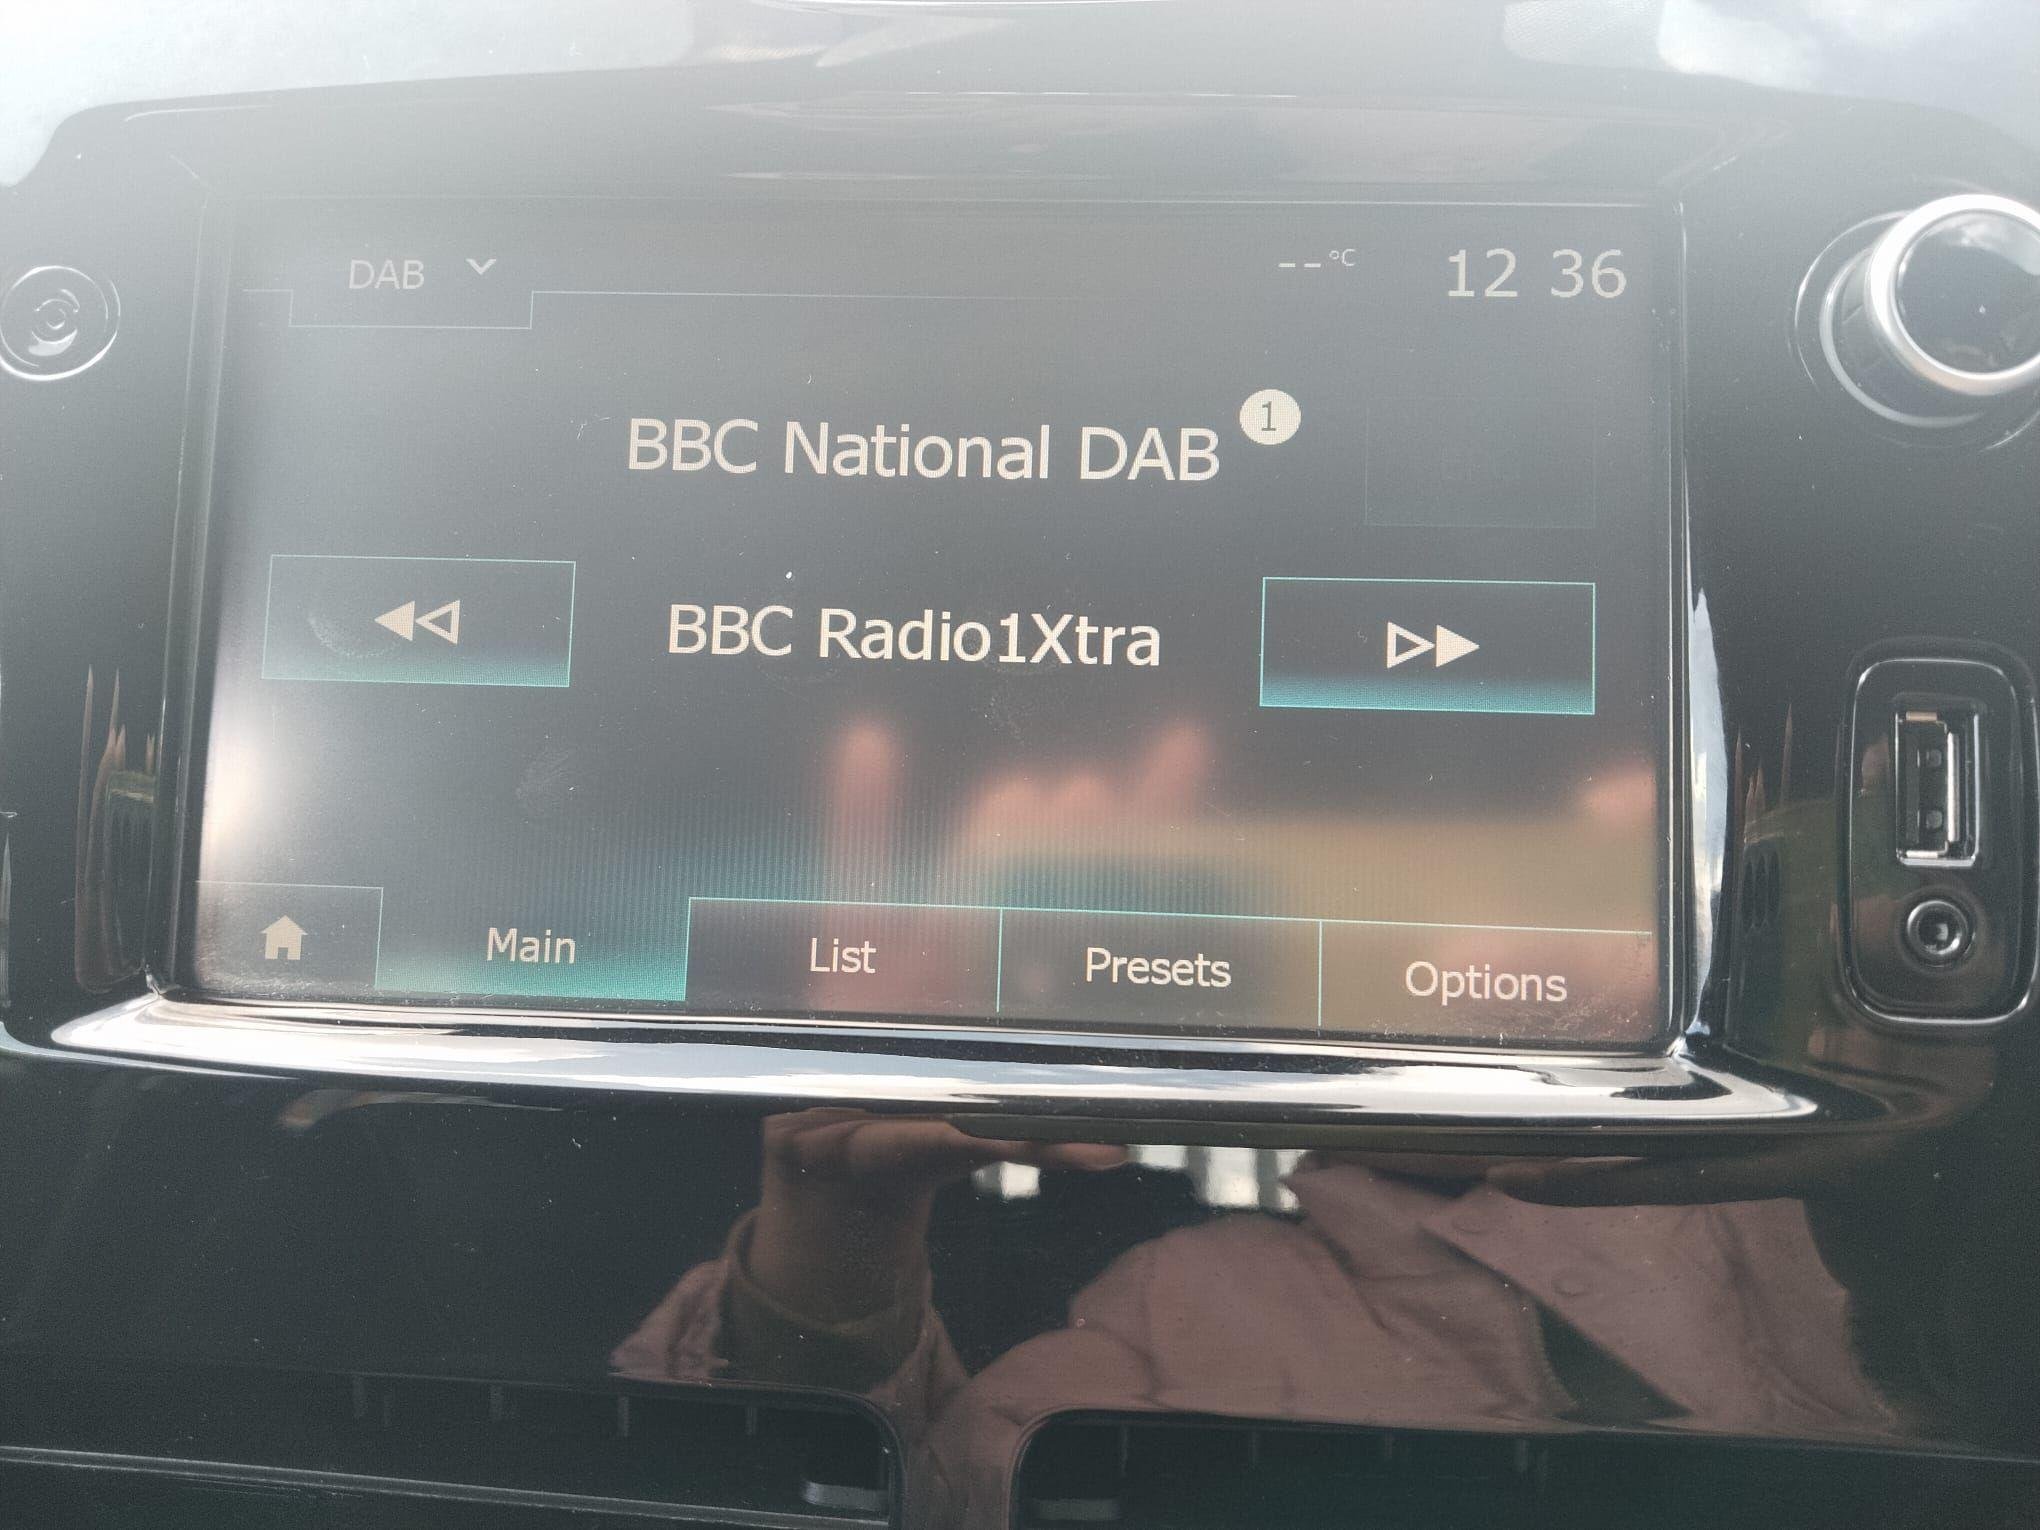 DAB
--°C
12 36
BBC National DAB
1
BBC Radio1Xtra
Main
List
Presets
Options